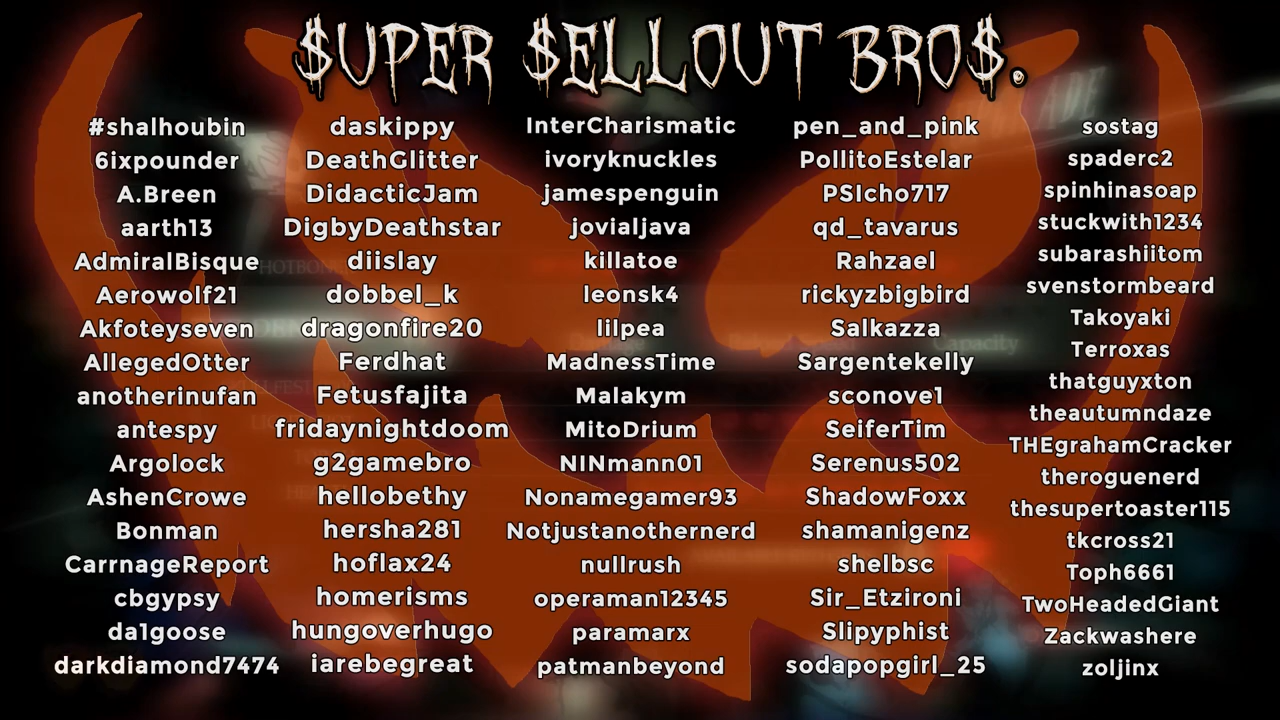 $UPER $ELLOUT BRO$.
#shalhoubin
6ixpounder
A.Breen
aarth13
AdmiralBisque
Aerowolf21
Akfoteyseven
AllegedOtter
anotherinufan
antespy
Argolock
AshenCrowe
Bonman
CarrnageReport
cbgypsy
da1goose
darkdiamond7474
daskippy
DeathGlitter
DidacticJam
DigbyDeathstar
diislay
dobbel_k
dragonfire20
Ferdhat
Fetusfajita
fridaynightdoom
g2gamebro
hellobethy
hersha281
hoflax24
homerisms
hungoverhugo
iarebegreat
InterCharismatic
ivoryknuckles
jamespenguin
jovialjava
killatoe
leonsk4
lilpea
MadnessTime
Malakym
MitoDrium
NINmann01
Nonamegamer93
Notjustanothernerd
nullrush
operaman12345
paramarx
patmanbeyond
pen_and_pink
PollitoEstelar
PSIcho717
qd_tavarus
Rahzael
rickyzbigbird
Salkazza
Sargentekelly
sconove1
SeiferTim
Serenus502
ShadowFoxx
shamanigenz
shelbsc
Sir_Etzironi
Slipyphist
sodapopgirl_25
sostag
spaderc2
spinhinasoap
stuckwith1234
subarashiitom
svenstormbeard
Takoyaki
Terroxas
thatguyxton
theautumndaze
THEgrahamCracker
theroguenerd
thesupertoaster115
tkcross21
Toph6661
TwoHeadedGiant
Zackwashere
zoljinx
Capacity